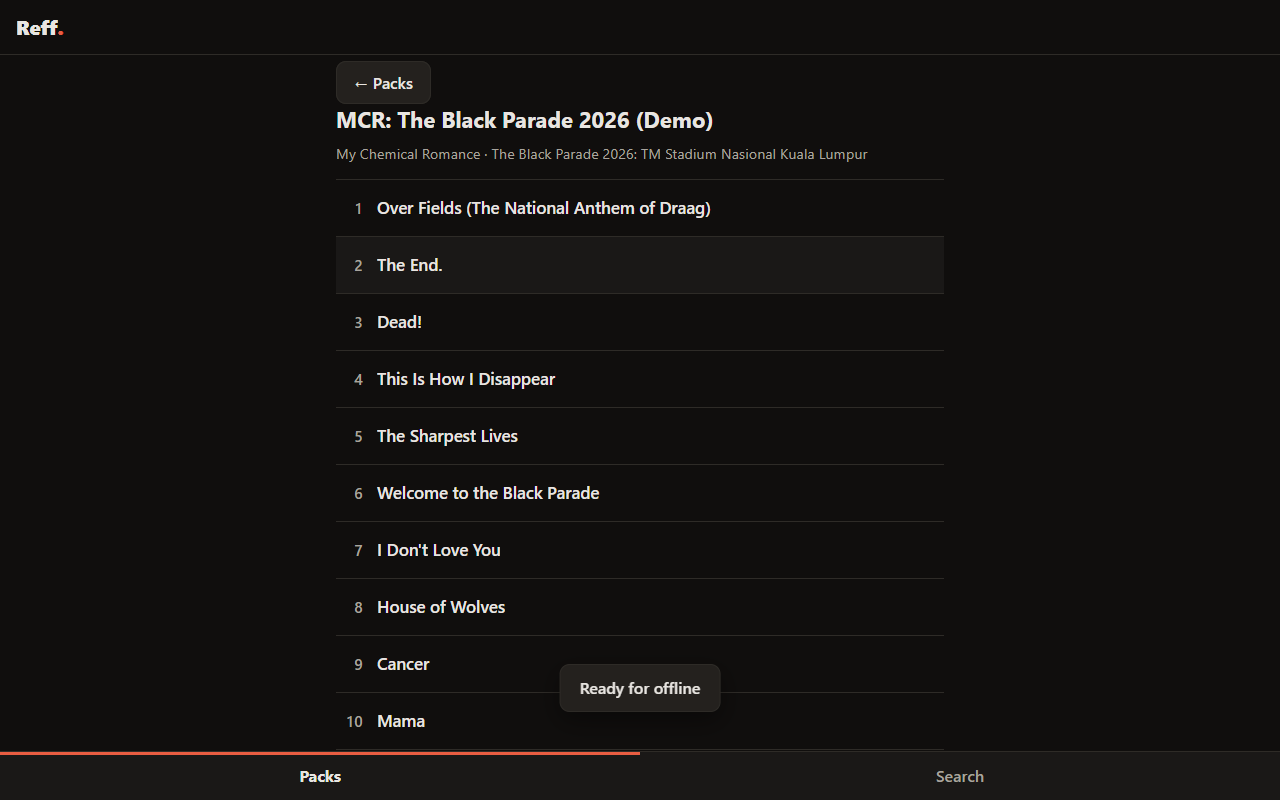 Reff.
← Packs
MCR: The Black Parade 2026 (Demo)
My Chemical Romance · The Black Parade 2026: TM Stadium Nasional Kuala Lumpur
1 Over Fields (The National Anthem of Draag)
2 The End.
3 Dead!
4 This Is How I Disappear
5 The Sharpest Lives
6 Welcome to the Black Parade
7 I Don't Love You
8 House of Wolves
9 Cancer
Ready for offline
10 Mama
Packs
Search